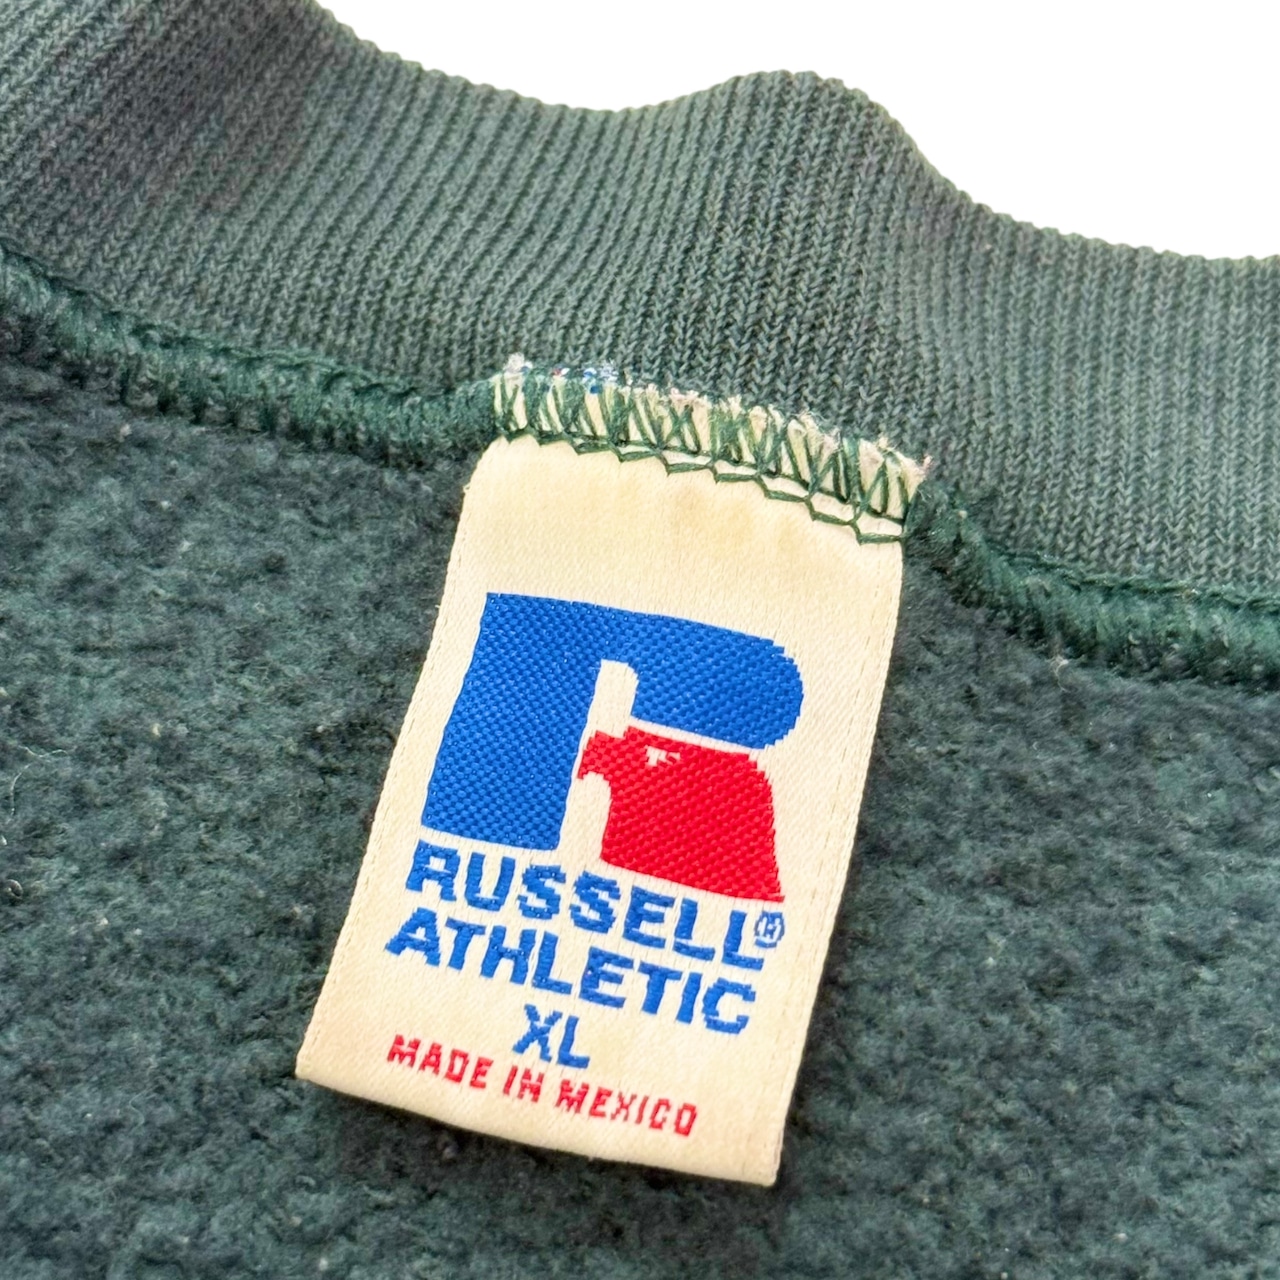 RUSSELL®
ATHLETIC
XL
MADE IN MEXICO